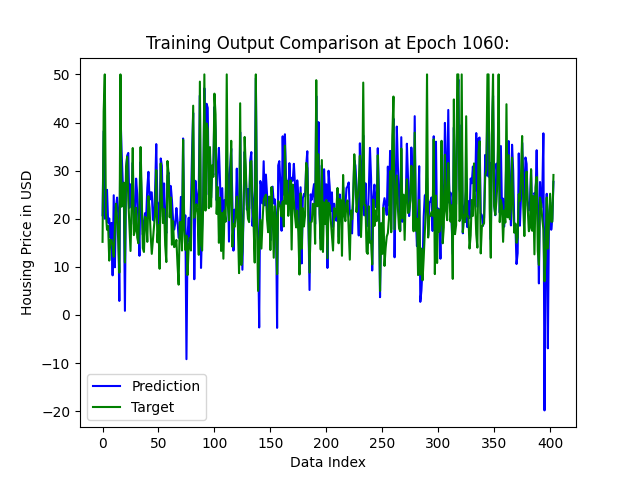 Training Output Comparison at Epoch 1060:
50
40
30
20
10
0
−10
−20
Housing Price in USD
Prediction
Target
0 50 100 150 200 250 300 350 400
Data Index